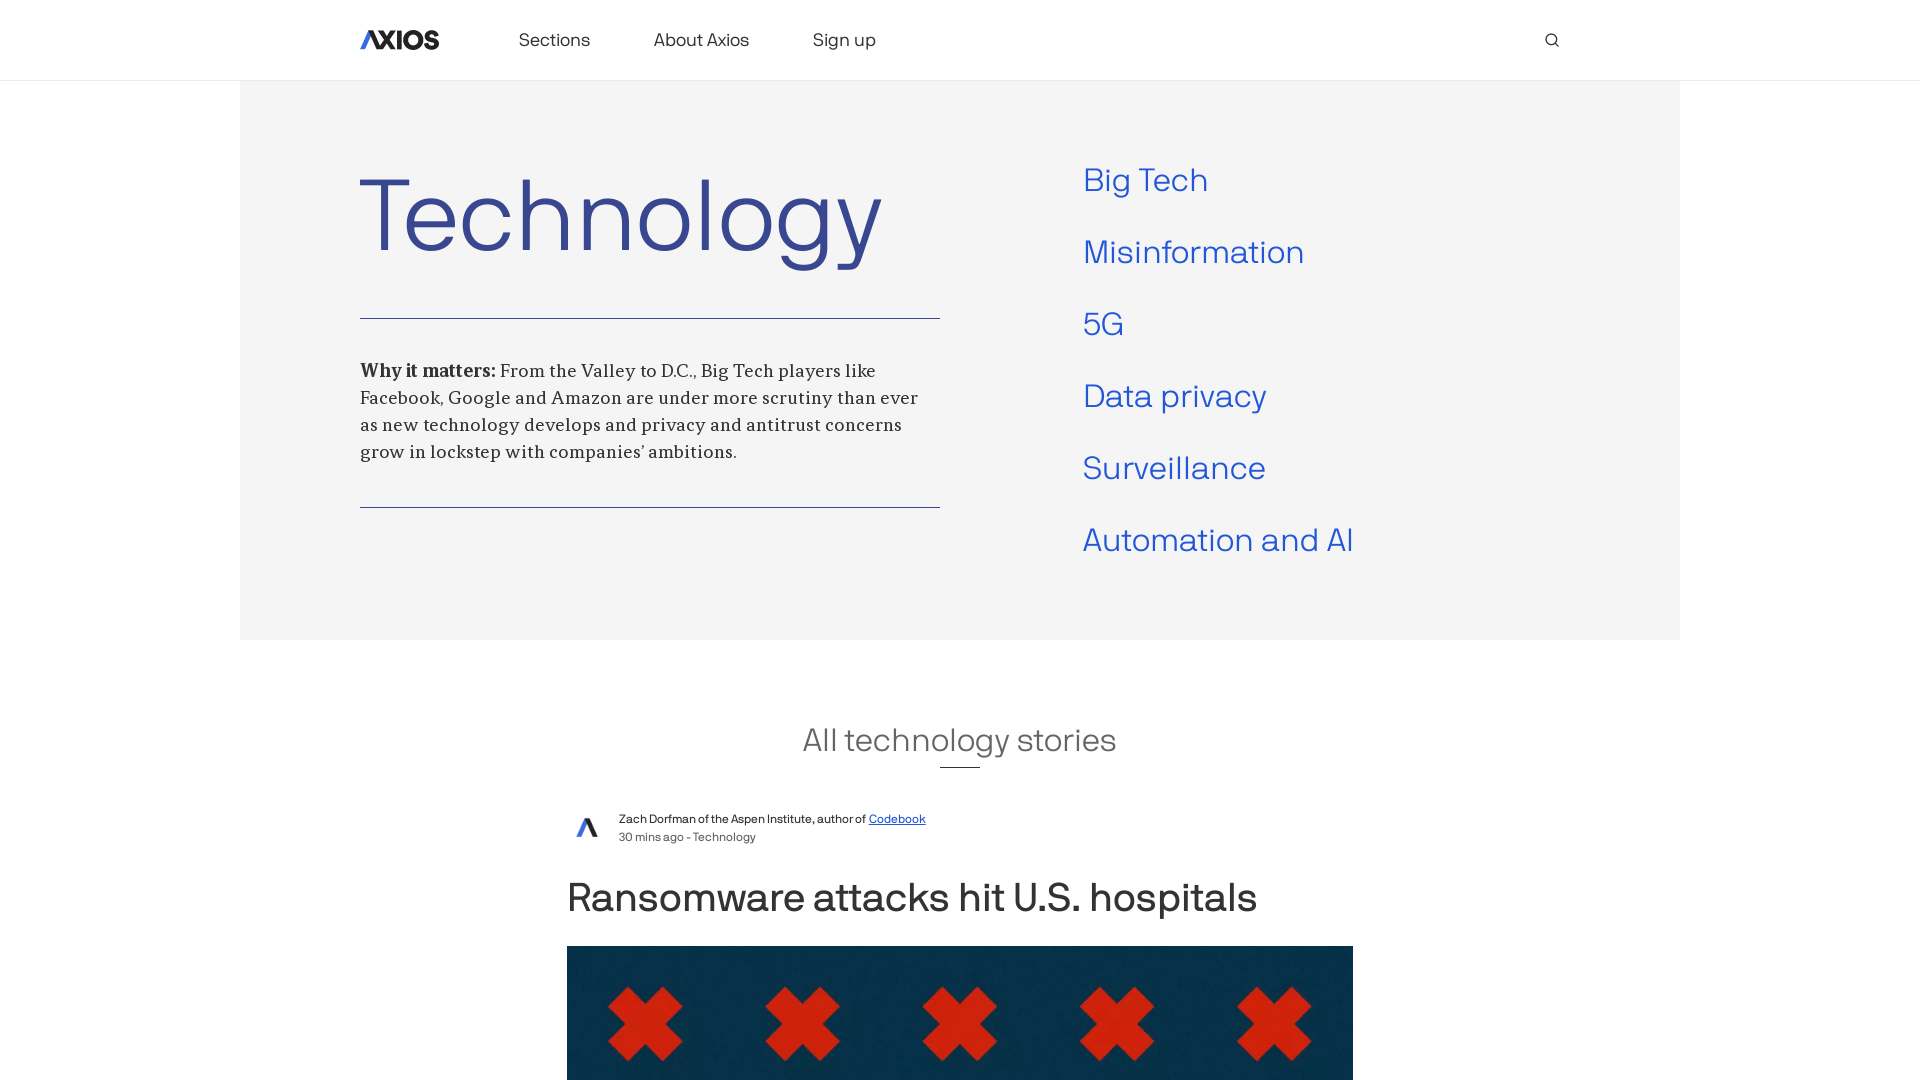 AXIOS
Sections
About Axios
Sign up
Technology
Why it matters: From the Valley to D.C., Big Tech players like
Facebook, Google and Amazon are under more scrutiny than ever
as new technology develops and privacy and antitrust concerns
grow in lockstep with companies’ ambitions.
Big Tech
Misinformation
5G
Data privacy
Surveillance
Automation and AI
All technology stories
Zach Dorfman of the Aspen Institute, author of Codebook
30 mins ago - Technology
Ransomware attacks hit U.S. hospitals